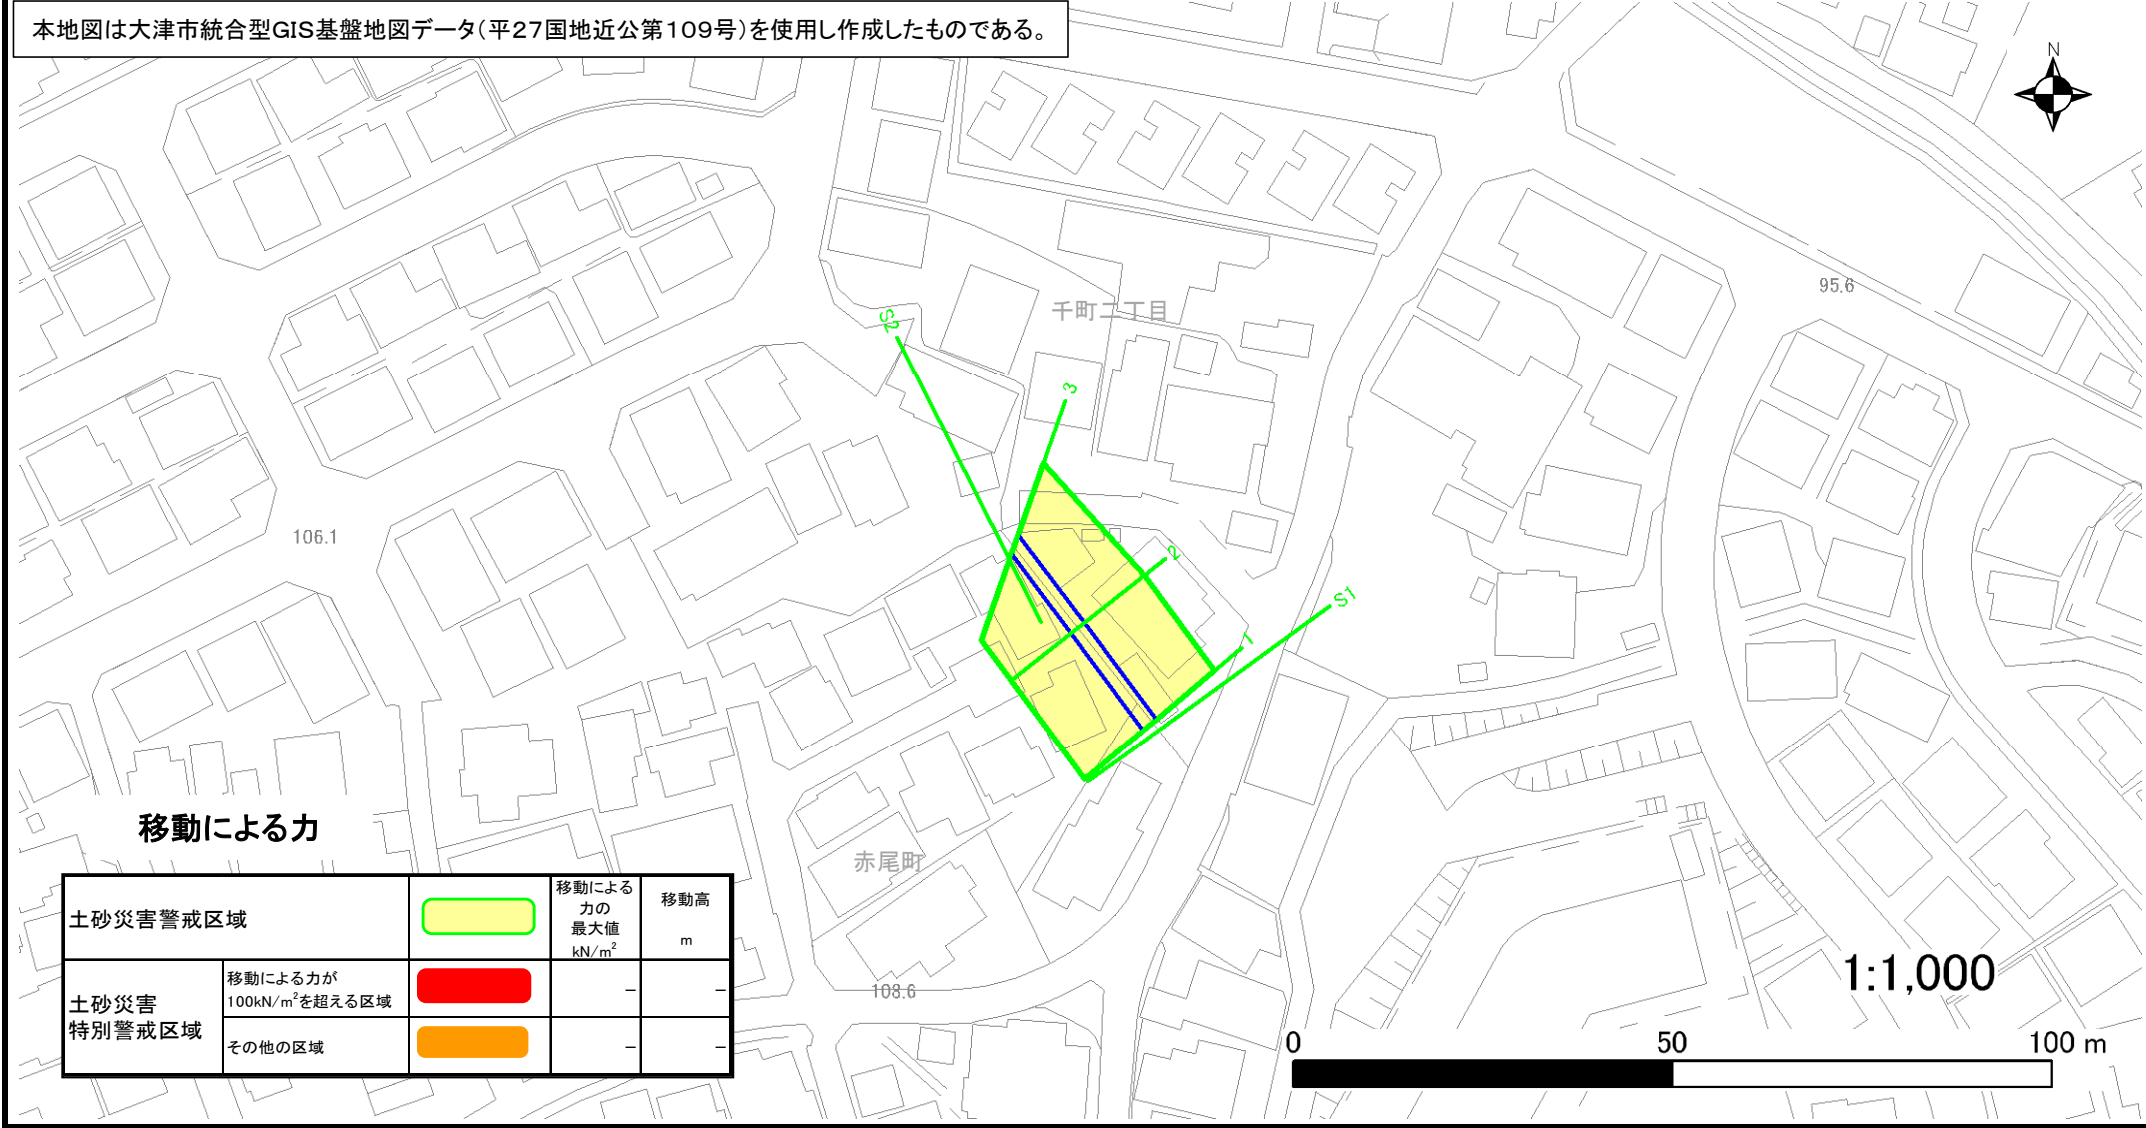 本地図は大津市統合型GIS基盤地図データ(平27国地近公第109号)を使用し作成したものである。
N
95.6
千町二丁目
S2
3
106.1
2
S1
1
移動による力
赤尾町
土砂災害警戒区域
移動による
力の
最大値
kN/m²
移動高
m
土砂災害
特別警戒区域
移動による力が
100kN/m²を超える区域
–
–
その他の区域
–
–
108.6
1:1,000
0
50
100 m